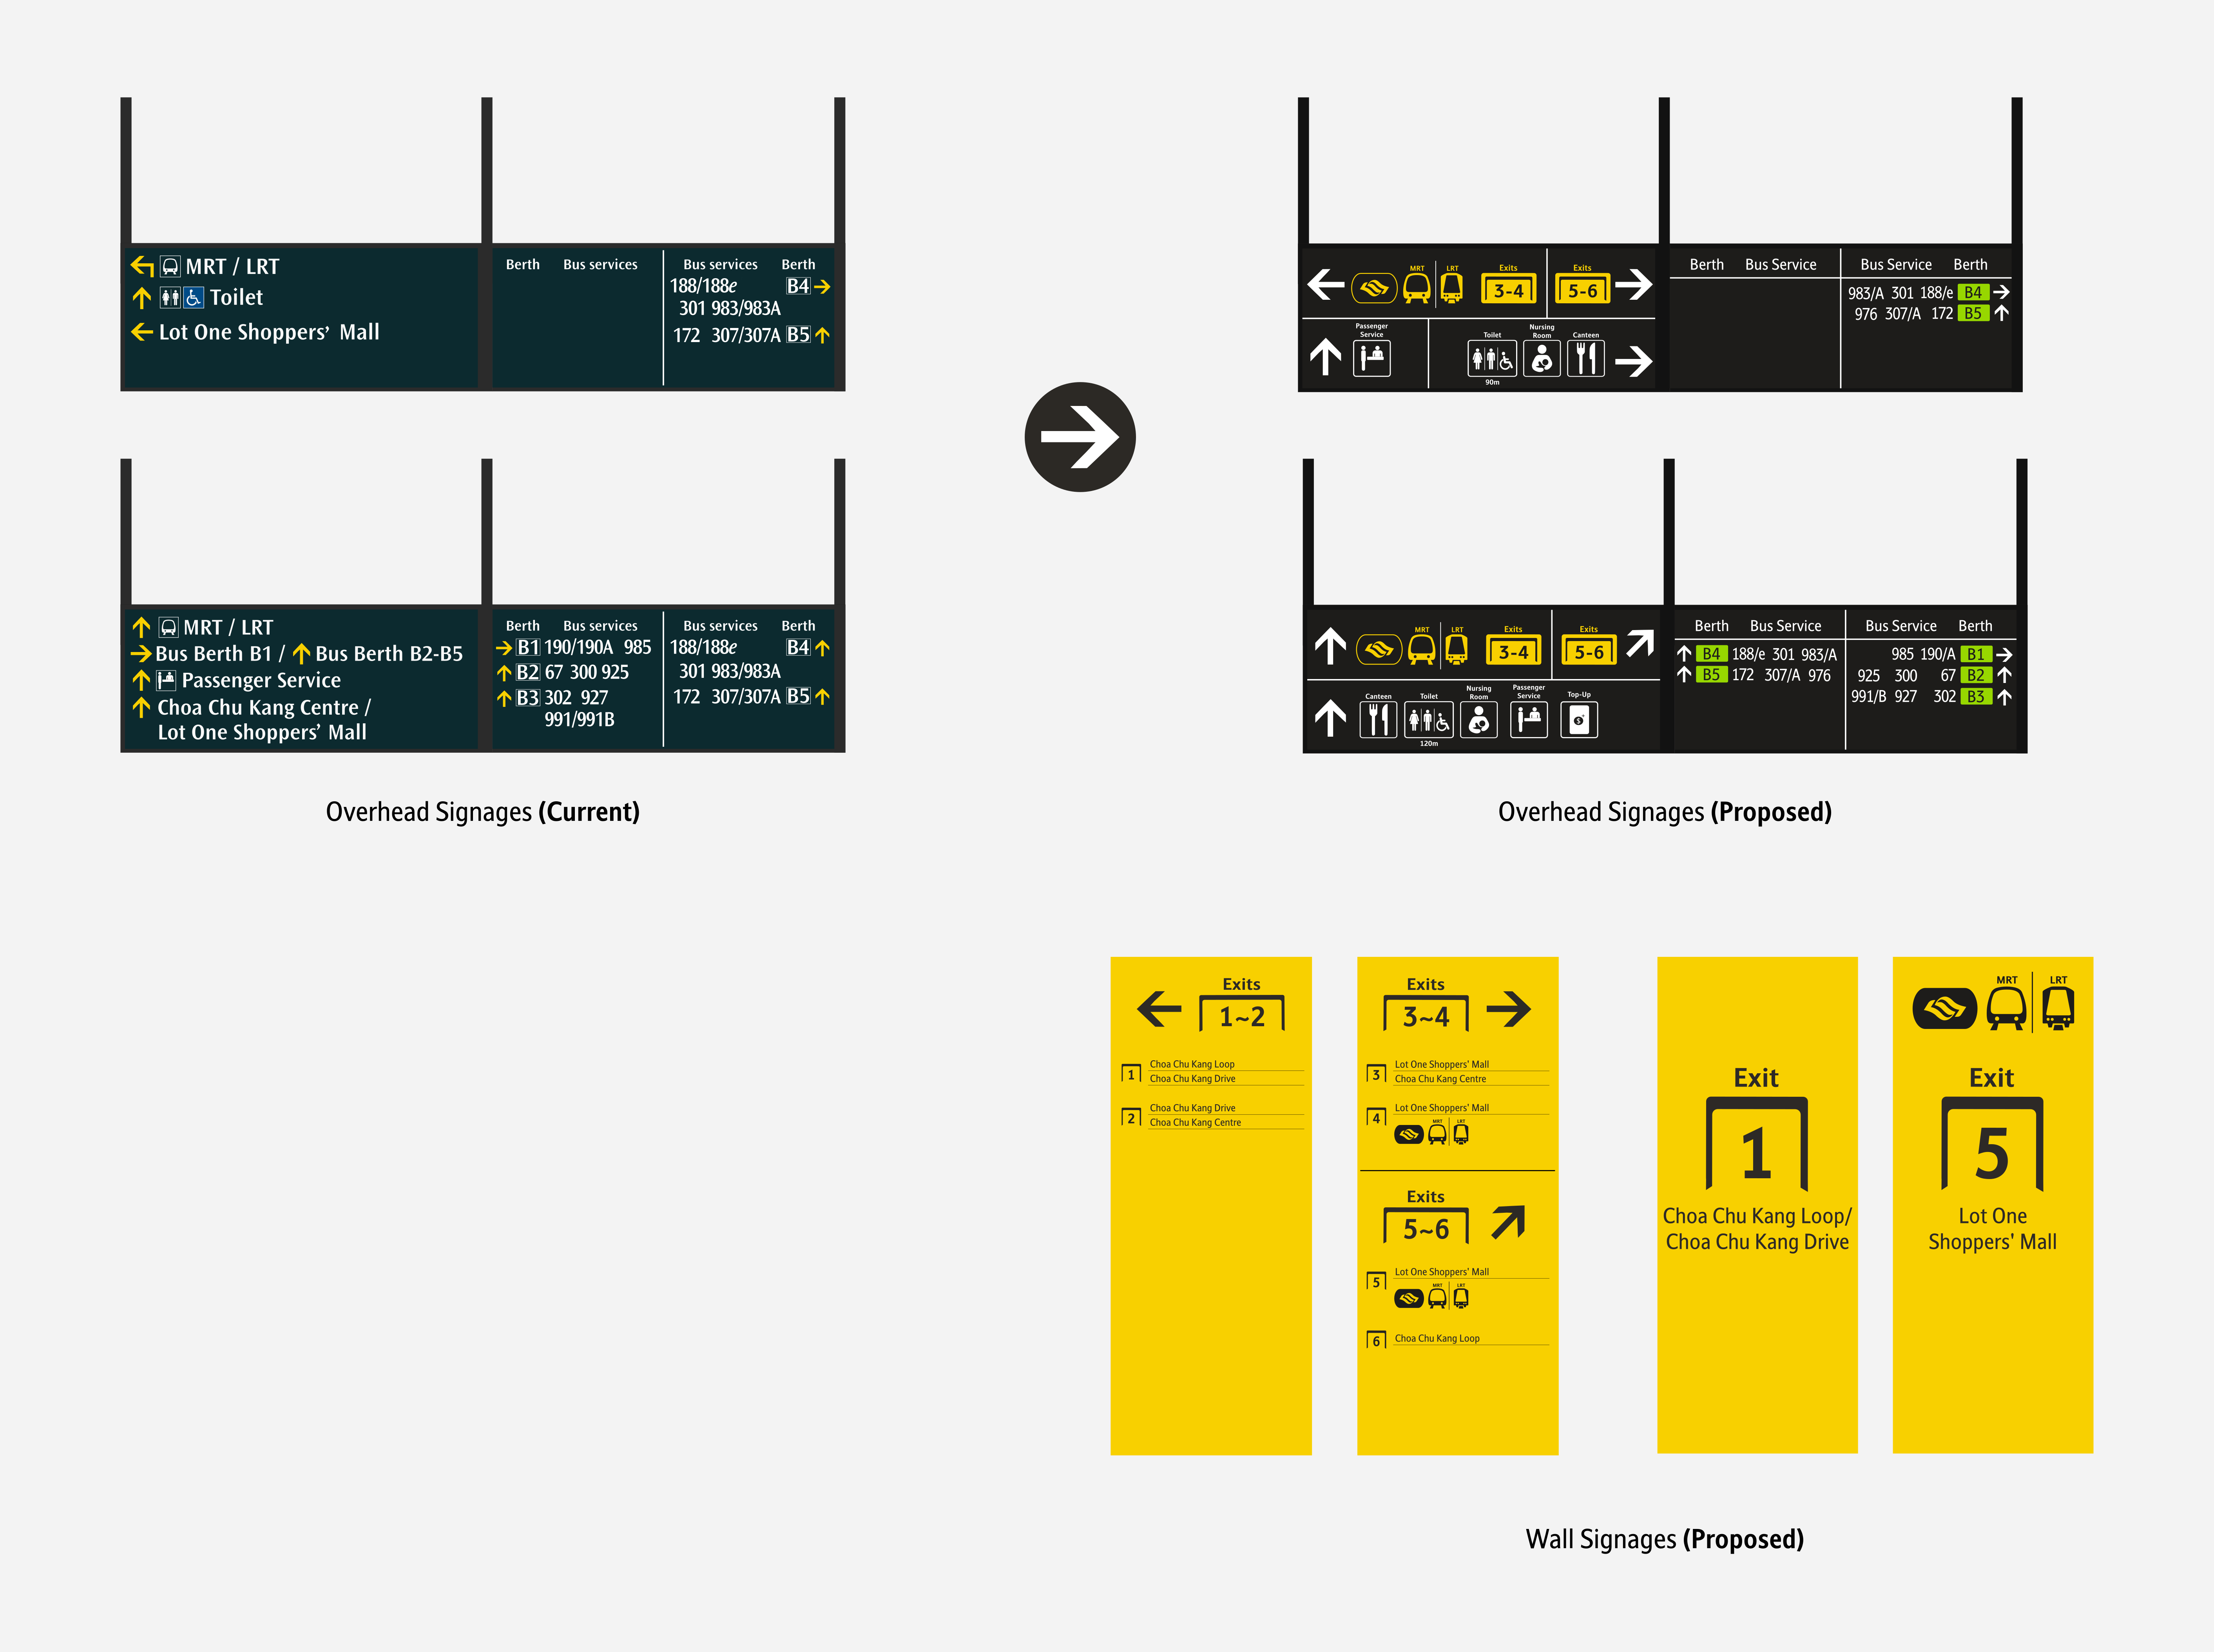 MRT / LRT
Toilet
Lot One Shoppers’ Mall
Berth Bus services
Bus services Berth
188/188e B4
301 983/983A
172 307/307A B5
MRT / LRT
Bus Berth B1 / Bus Berth B2-B5
Passenger Service
Choa Chu Kang Centre /
Lot One Shoppers’ Mall
Berth Bus services
B1 190/190A 985
B2 67 300 925
B3 302 927
991/991B
Bus services Berth
188/188e B4
301 983/983A
172 307/307A B5
Overhead Signages (Current)
MRT LRT Exits Exits
3-4 5-6
Passenger
Service
Toilet
Nursing
Room
Canteen
90m
Berth Bus Service
Bus Service Berth
983/A 301 188/e B4
976 307/A 172 B5
MRT LRT Exits Exits
3-4 5-6
Canteen
Toilet
Nursing
Room
Passenger
Service
Top-Up
$
120m
Berth Bus Service
B4 188/e 301 983/A
B5 172 307/A 976
Bus Service Berth
985 190/A B1
925 300 67 B2
991/B 927 302 B3
Overhead Signages (Proposed)
Exits
1~2
1 Choa Chu Kang Loop
Choa Chu Kang Drive
2 Choa Chu Kang Drive
Choa Chu Kang Centre
Exits
3~4
3 Lot One Shoppers' Mall
Choa Chu Kang Centre
4 Lot One Shoppers' Mall
MRT LRT
Exits
5~6
5 Lot One Shoppers' Mall
MRT LRT
6 Choa Chu Kang Loop
Exit
1
Choa Chu Kang Loop/
Choa Chu Kang Drive
MRT LRT
Exit
5
Lot One
Shoppers' Mall
Wall Signages (Proposed)